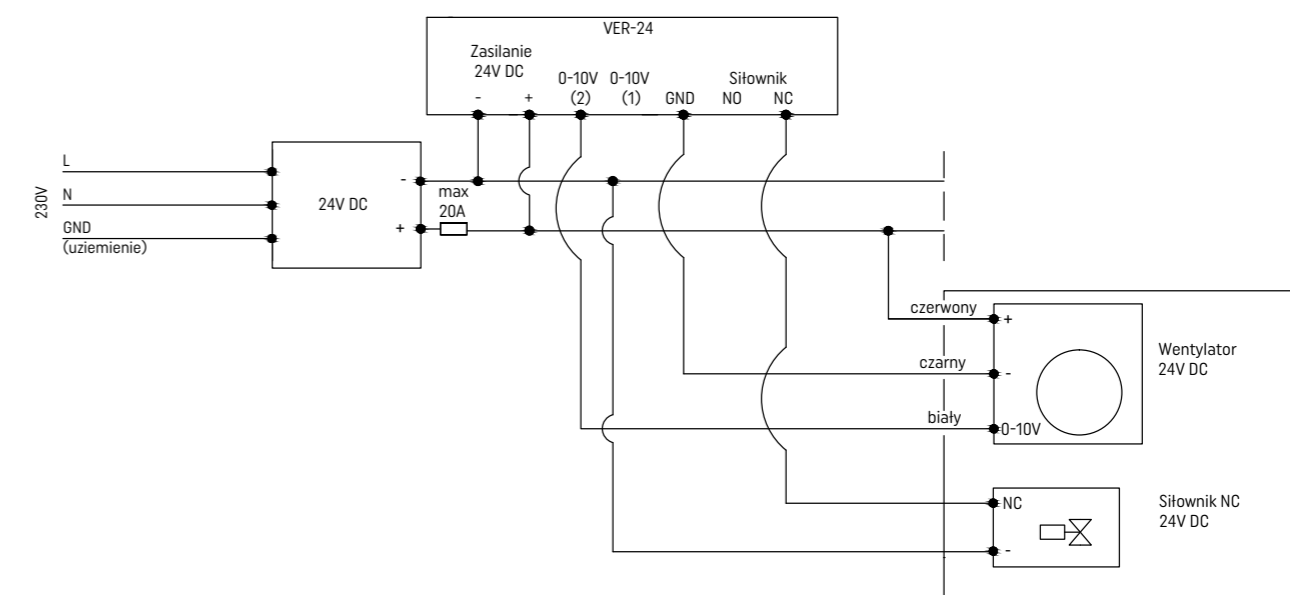 VER-24
Zasilanie
24V DC
0-10V 0-10V
Siłownik
- + (2) (1) GND NO NC
L
N
GND
(uziemienie)
230V
24V DC
-
+
max
20A
czerwony
+
czarny
-
biały
0-10V
Wentylator
24V DC
NC
-
Siłownik NC
24V DC